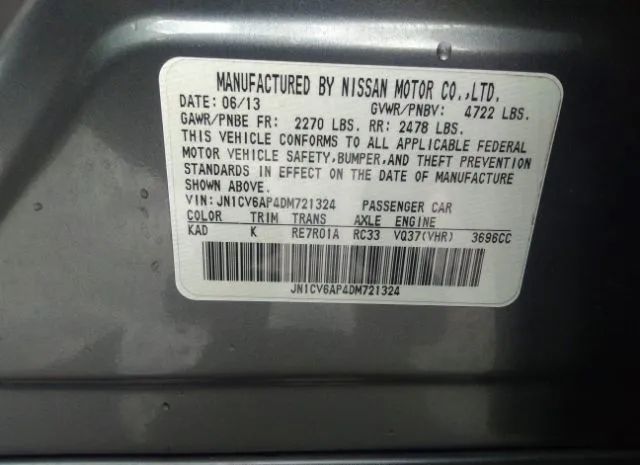 MANUFACTURED BY NISSAN MOTOR CO.,LTD.
DATE: 06/13 GVWR/PNBV: 4722 LBS.
GAWR/PNBE FR: 2270 LBS. RR: 2478 LBS.
THIS VEHICLE CONFORMS TO ALL APPLICABLE FEDERAL
MOTOR VEHICLE SAFETY,BUMPER,AND THEFT PREVENTION
STANDARDS IN EFFECT ON THE DATE OF MANUFACTURE
SHOWN ABOVE.
VIN: JN1CV6AP4DM721324 PASSENGER CAR
COLOR TRIM TRANS AXLE ENGINE
KAD K RE7R01A RC33 VQ37(VHR) 3696CC
JN1CV6AP4DM721324